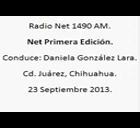 Radio Net 1490 AM.
Net Primera Edición.
Conduce: Daniela González Lara.
Cd. Juárez, Chihuahua.
23 Septiembre 2013.